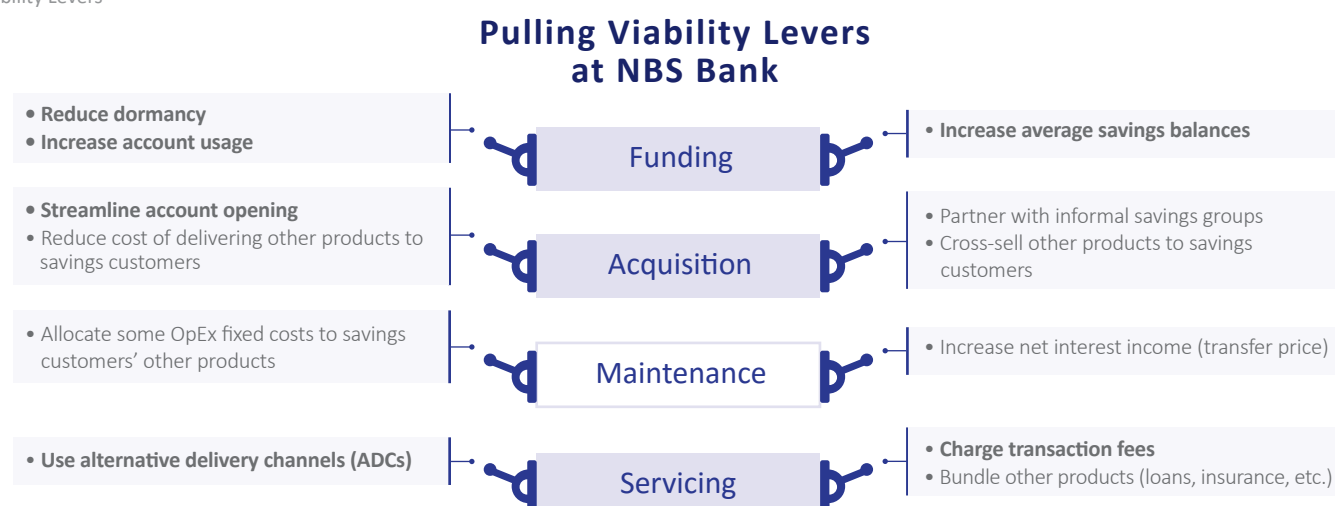 bility Levers
Pulling Viability Levers
at NBS Bank
• Reduce dormancy
• Increase account usage
Funding
• Increase average savings balances
• Streamline account opening
• Reduce cost of delivering other products to
savings customers
Acquisition
• Partner with informal savings groups
• Cross-sell other products to savings
customers
• Allocate some OpEx fixed costs to savings
customers’ other products
Maintenance
• Increase net interest income (transfer price)
• Use alternative delivery channels (ADCs)
Servicing
• Charge transaction fees
• Bundle other products (loans, insurance, etc.)